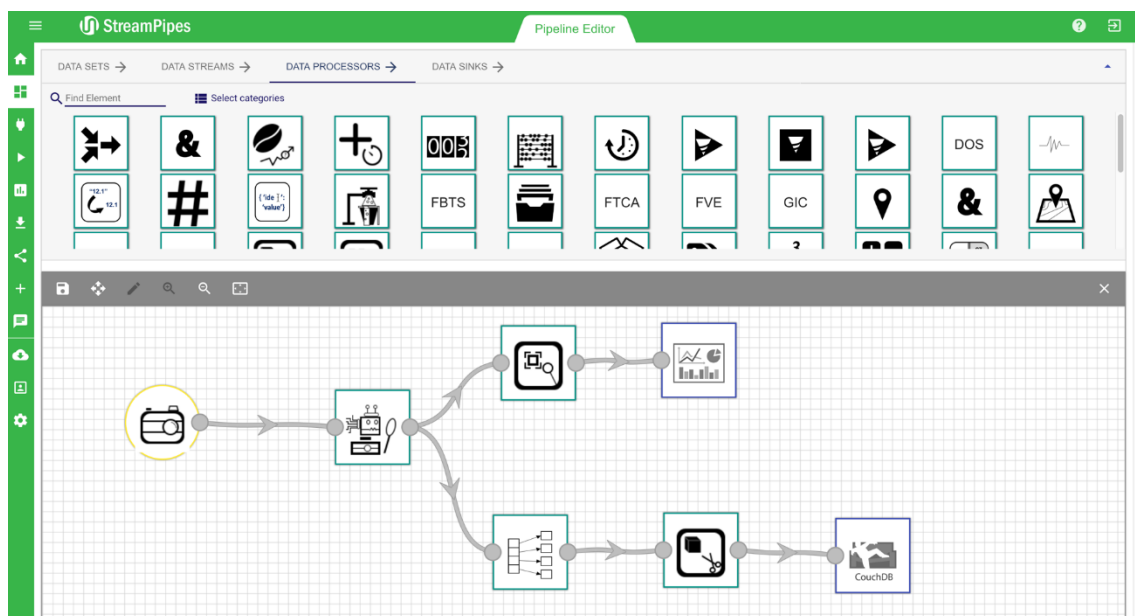 StreamPipes
Pipeline Editor
DATA SETS
DATA STREAMS
DATA PROCESSORS
DATA SINKS
Find Element
Select categories
&
003
DOS
"12.1"
12.1
#
{'ide ]':
'value'}
FBTS
FTCA
FVE
GIC
&
CouchDB